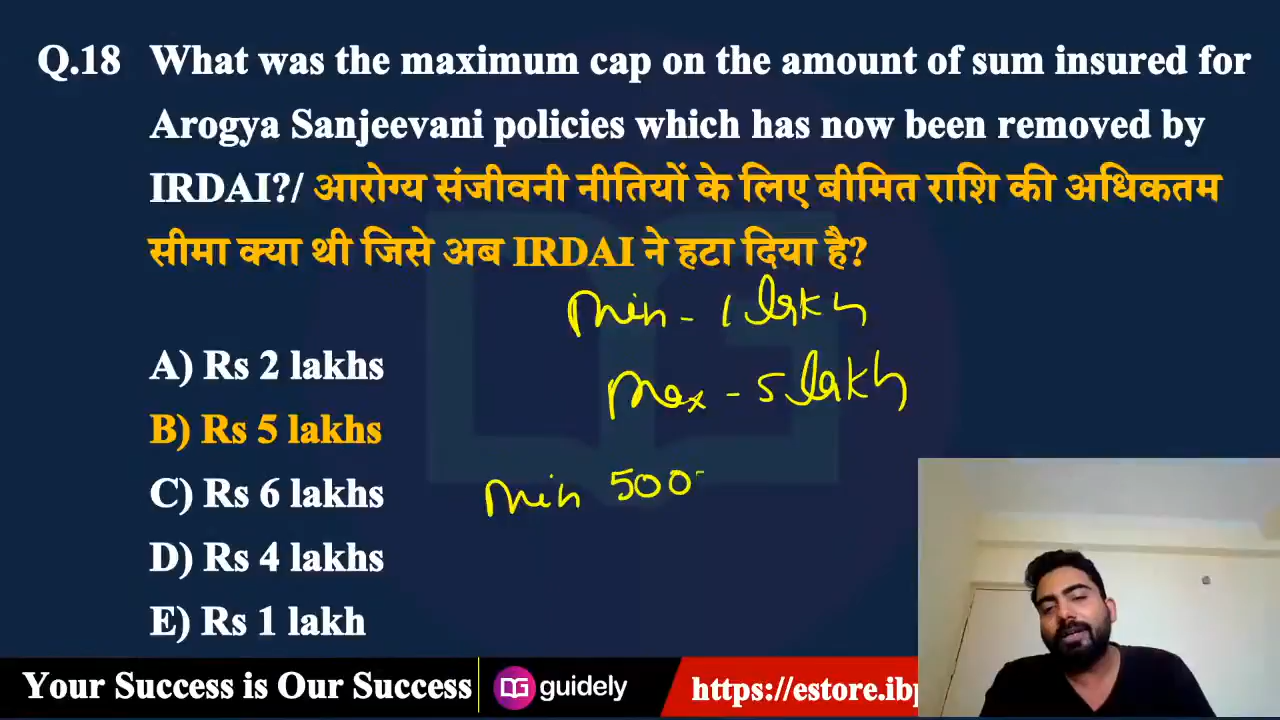 Q.18 What was the maximum cap on the amount of sum insured for
Arogya Sanjeevani policies which has now been removed by
IRDAI?/ आरोग्य संजीवनी नीतियों के लिए बीमित राशि की अधिकतम
सीमा क्या थी जिसे अब IRDAI ने हटा दिया है?
min - 1 lakh
A) Rs 2 lakhs
max - 5 lakh
B) Rs 5 lakhs
C) Rs 6 lakhs
min 500
D) Rs 4 lakhs
E) Rs 1 lakh
Your Success is Our Success guidely https://estore.ibp